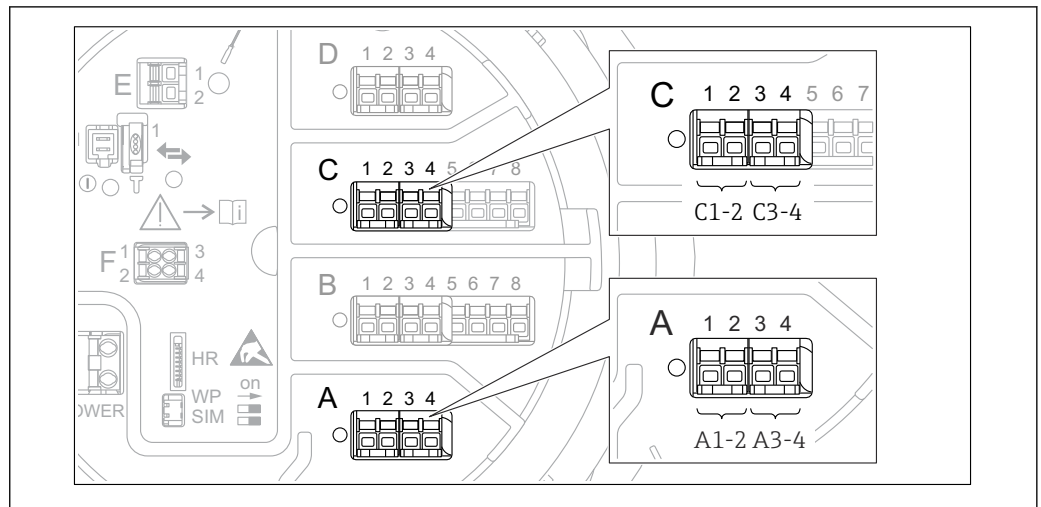 D 1 2 3 4
E 1
2
1
C 1 2 3 4 5 6 7 8
i
F 1 3
2 4
B 1 2 3 4 5 6 7 8
HR
WP on
SIM
OWER
A 1 2 3 4
C 1 2 3 4 5 6 7
C1-2 C3-4
A 1 2 3 4
A1-2 A3-4